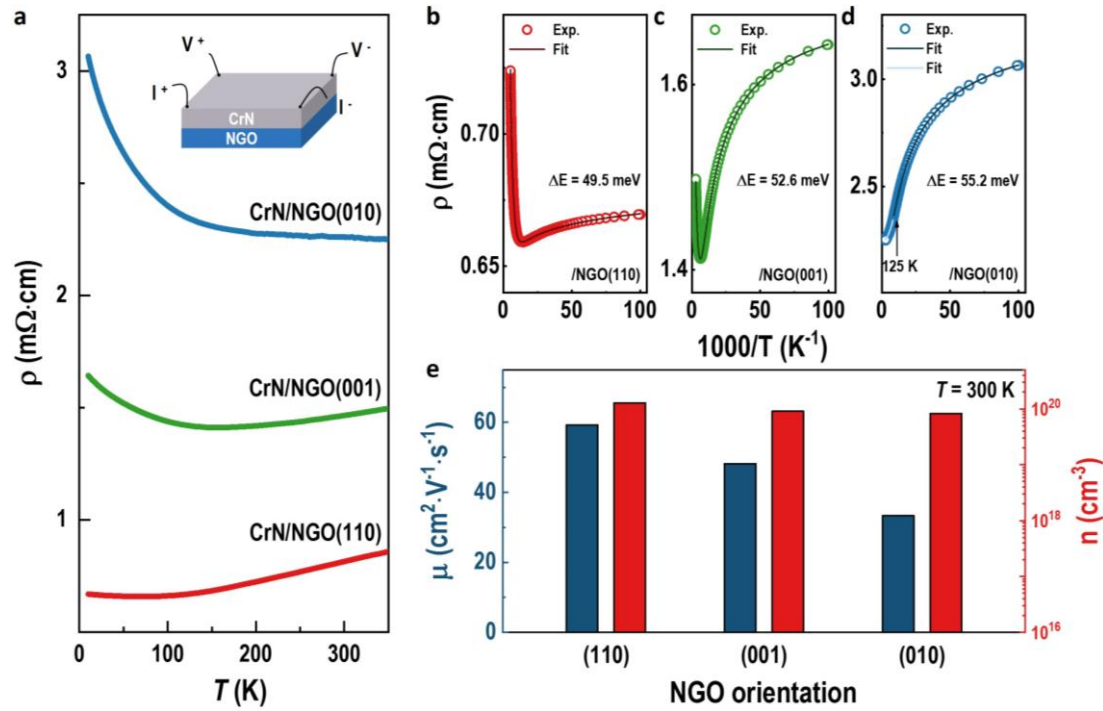 a
3
2
1
ρ (mΩ·cm)
V⁺
V⁻
I⁺
I⁻
CrN
NGO
CrN/NGO(010)
CrN/NGO(001)
CrN/NGO(110)
0 100 200 300
T (K)
b
Exp.
Fit
0.70
0.65
ρ (mΩ·cm)
ΔE = 49.5 meV
/NGO(110)
0 50 100
c
Exp.
Fit
1.6
1.4
ΔE = 52.6 meV
/NGO(001)
0 50 100
d
Exp.
Fit
Fit
3.0
2.5
ΔE = 55.2 meV
125 K
/NGO(010)
0 50 100
1000/T (K⁻¹)
e
T = 300 K
60
40
20
0
μ (cm²·V⁻¹·s⁻¹)
10²⁰
10¹⁸
10¹⁶
n (cm⁻³)
(110) (001) (010)
NGO orientation